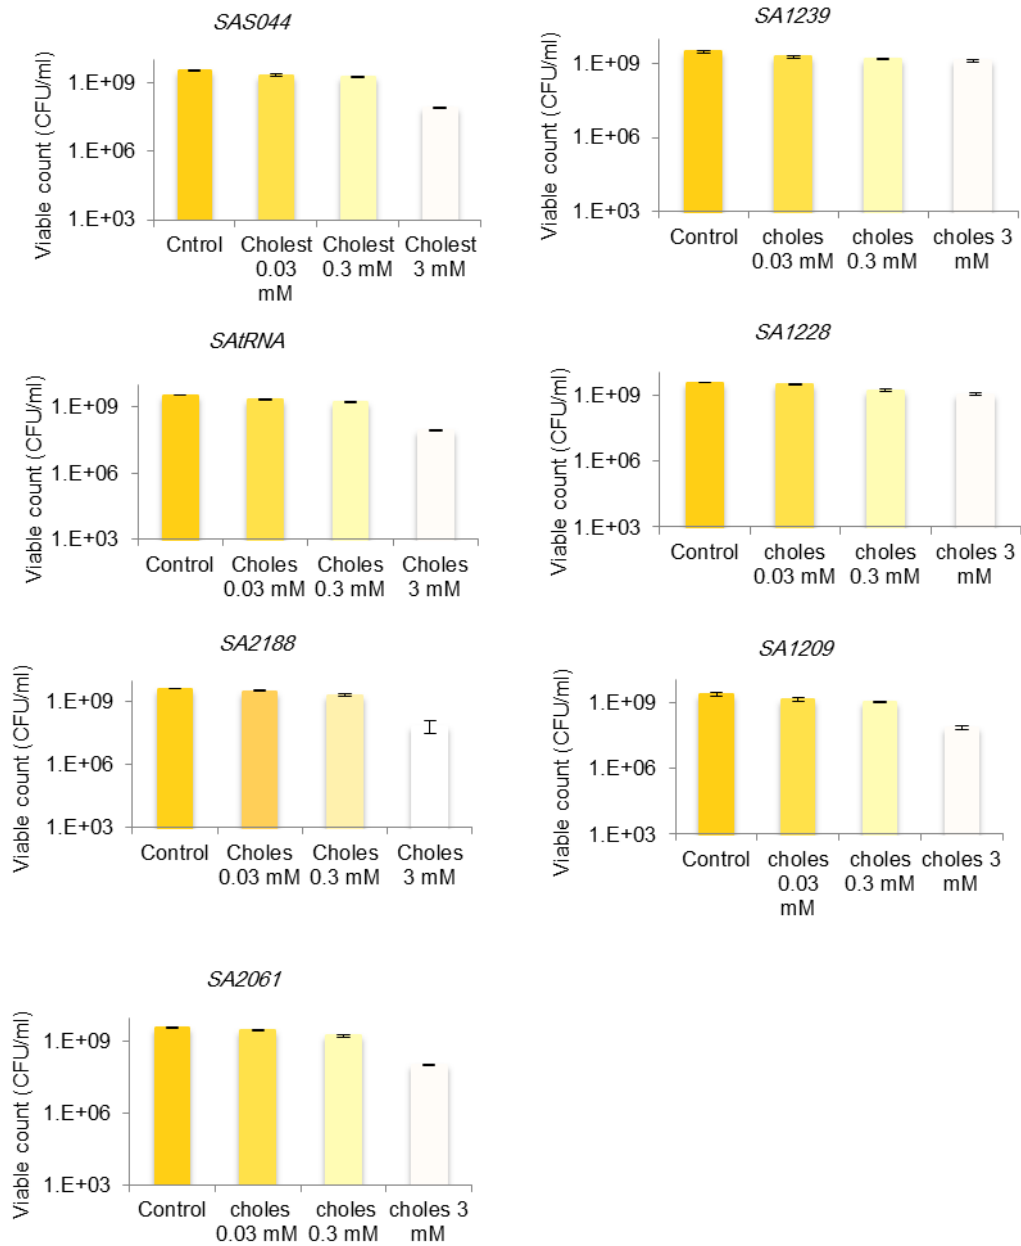 SAS044
Viable count (CFU/ml)
1.E+09
1.E+06
1.E+03
Cntrol
Cholest
0.03
mM
Cholest
0.3 mM
Cholest
3 mM
SA1239
Viable count (CFU/ml)
1.E+09
1.E+06
1.E+03
Control
choles
0.03 mM
choles
0.3 mM
choles 3
mM
SAtRNA
Viable count (CFU/ml)
1.E+09
1.E+06
1.E+03
Control
Choles
0.03 mM
Choles
0.3 mM
Choles
3 mM
SA1228
Viable count (CFU/ml)
1.E+09
1.E+06
1.E+03
Control
choles
0.03 mM
choles
0.3 mM
choles 3
mM
SA2188
Viable count (CFU/ml)
1.E+09
1.E+06
1.E+03
Control
Choles
0.03 mM
Choles
0.3 mM
Choles
3 mM
SA1209
Viable count (CFU/ml)
1.E+09
1.E+06
1.E+03
Control
choles
0.03
mM
choles
0.3 mM
choles 3
mM
SA2061
Viable count (CFU/ml)
1.E+09
1.E+06
1.E+03
Control
choles
0.03 mM
choles
0.3 mM
choles 3
mM